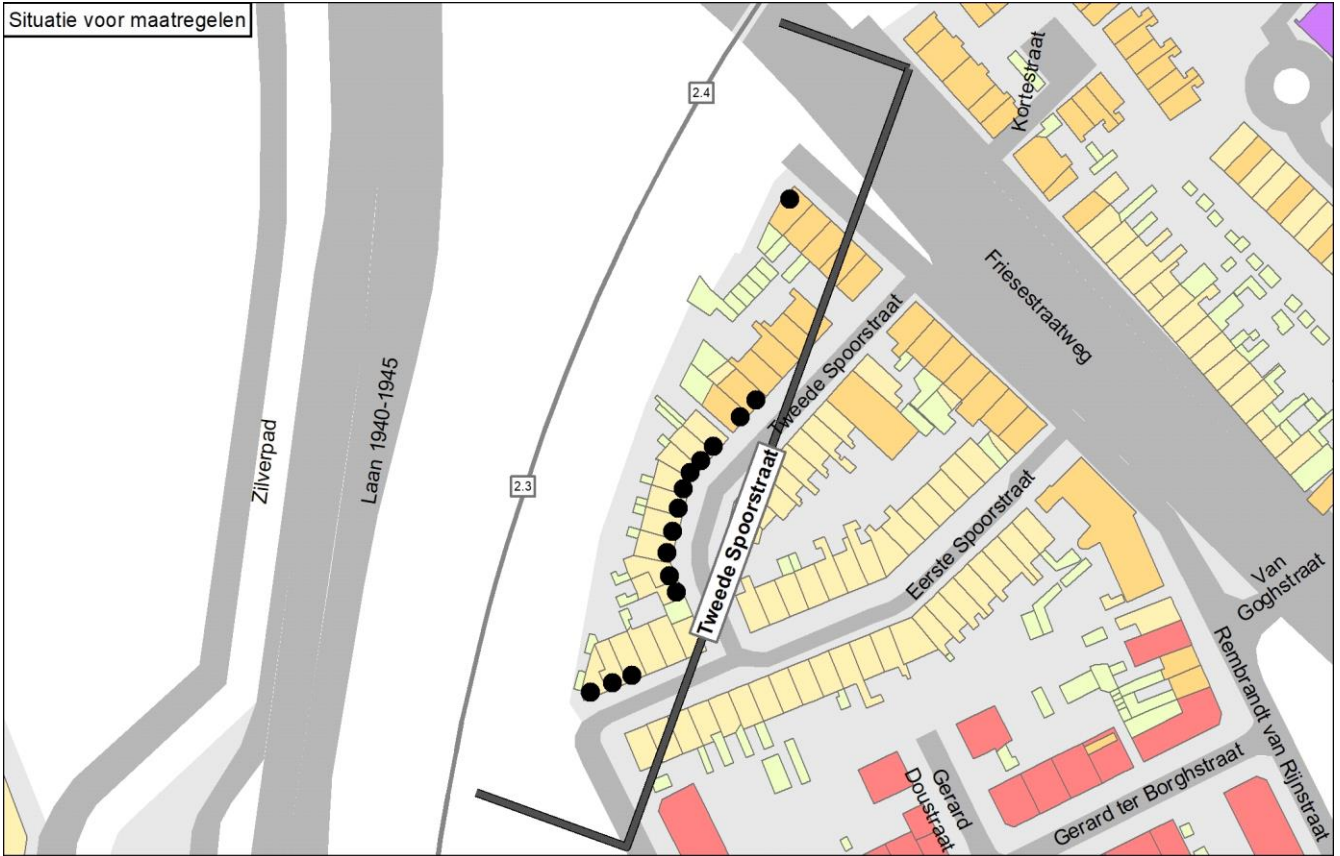 Situatie voor maatregelen
2.4
Kortestraat
Friesestraatweg
Tweede Spoorstraat
Zilverpad
Laan 1940-1945
2.3
Tweede Spoorstraat
Eerste Spoorstraat
Van
Goghstraat
Rembrandt van Rijnstraat
Gerard
Doustraat
Gerard ter Borghstraat